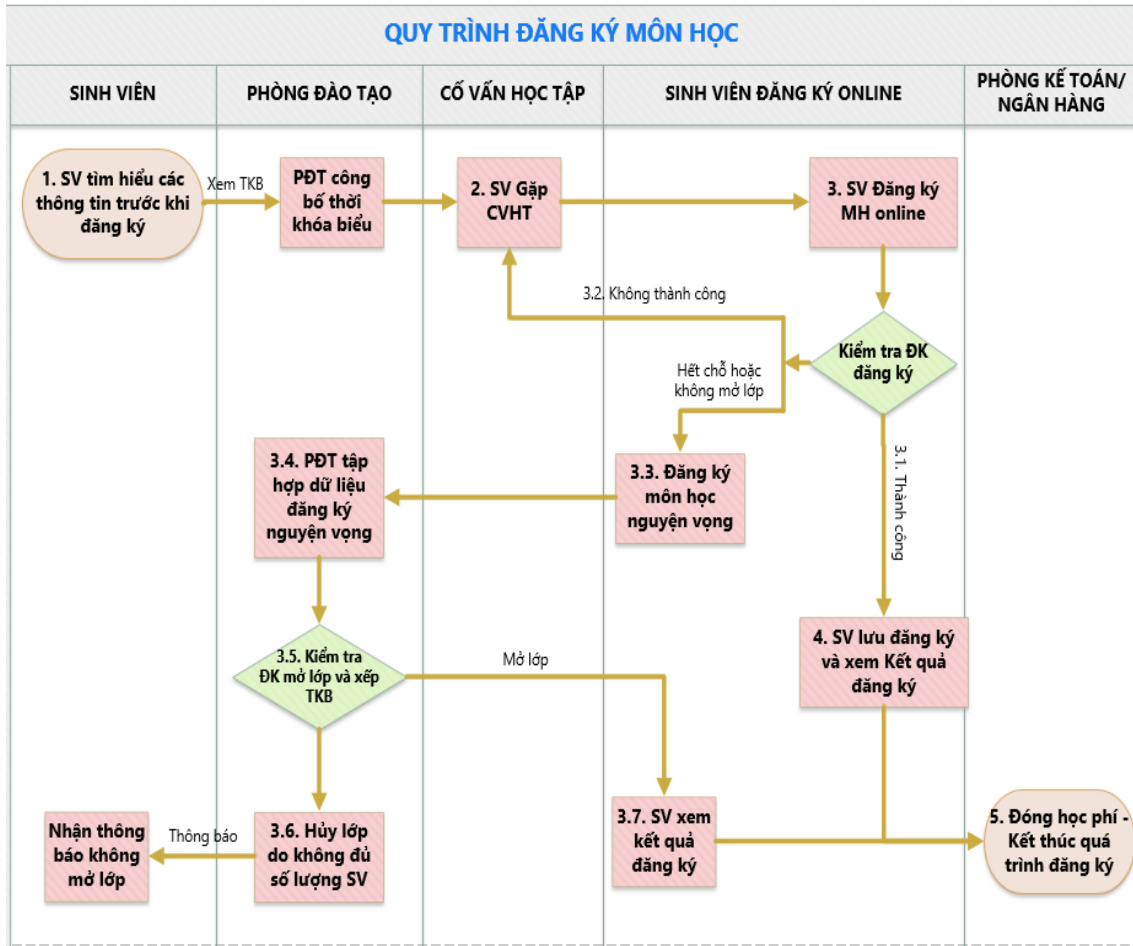 QUY TRÌNH ĐĂNG KÝ MÔN HỌC
SINH VIÊN
PHÒNG ĐÀO TẠO
CỐ VẤN HỌC TẬP
SINH VIÊN ĐĂNG KÝ ONLINE
PHÒNG KẾ TOÁN/
NGÂN HÀNG
1. SV tìm hiểu các
thông tin trước khi
đăng ký
Xem TKB
PĐT công
bố thời
khóa biểu
2. SV Gặp
CVHT
3. SV Đăng ký
MH online
3.2. Không thành công
Kiểm tra ĐK
đăng ký
Hết chỗ hoặc
không mở lớp
3.1. Thành công
3.4. PĐT tập
hợp dữ liệu
đăng ký
nguyện vọng
3.3. Đăng ký
môn học
nguyện vọng
3.5. Kiểm tra
ĐK mở lớp và xếp
TKB
Mở lớp
4. SV lưu đăng ký
và xem Kết quả
đăng ký
Nhận thông
báo không
mở lớp
Thông báo
3.6. Hủy lớp
do không đủ
số lượng SV
3.7. SV xem
kết quả
đăng ký
5. Đóng học phí -
Kết thúc quá
trình đăng ký